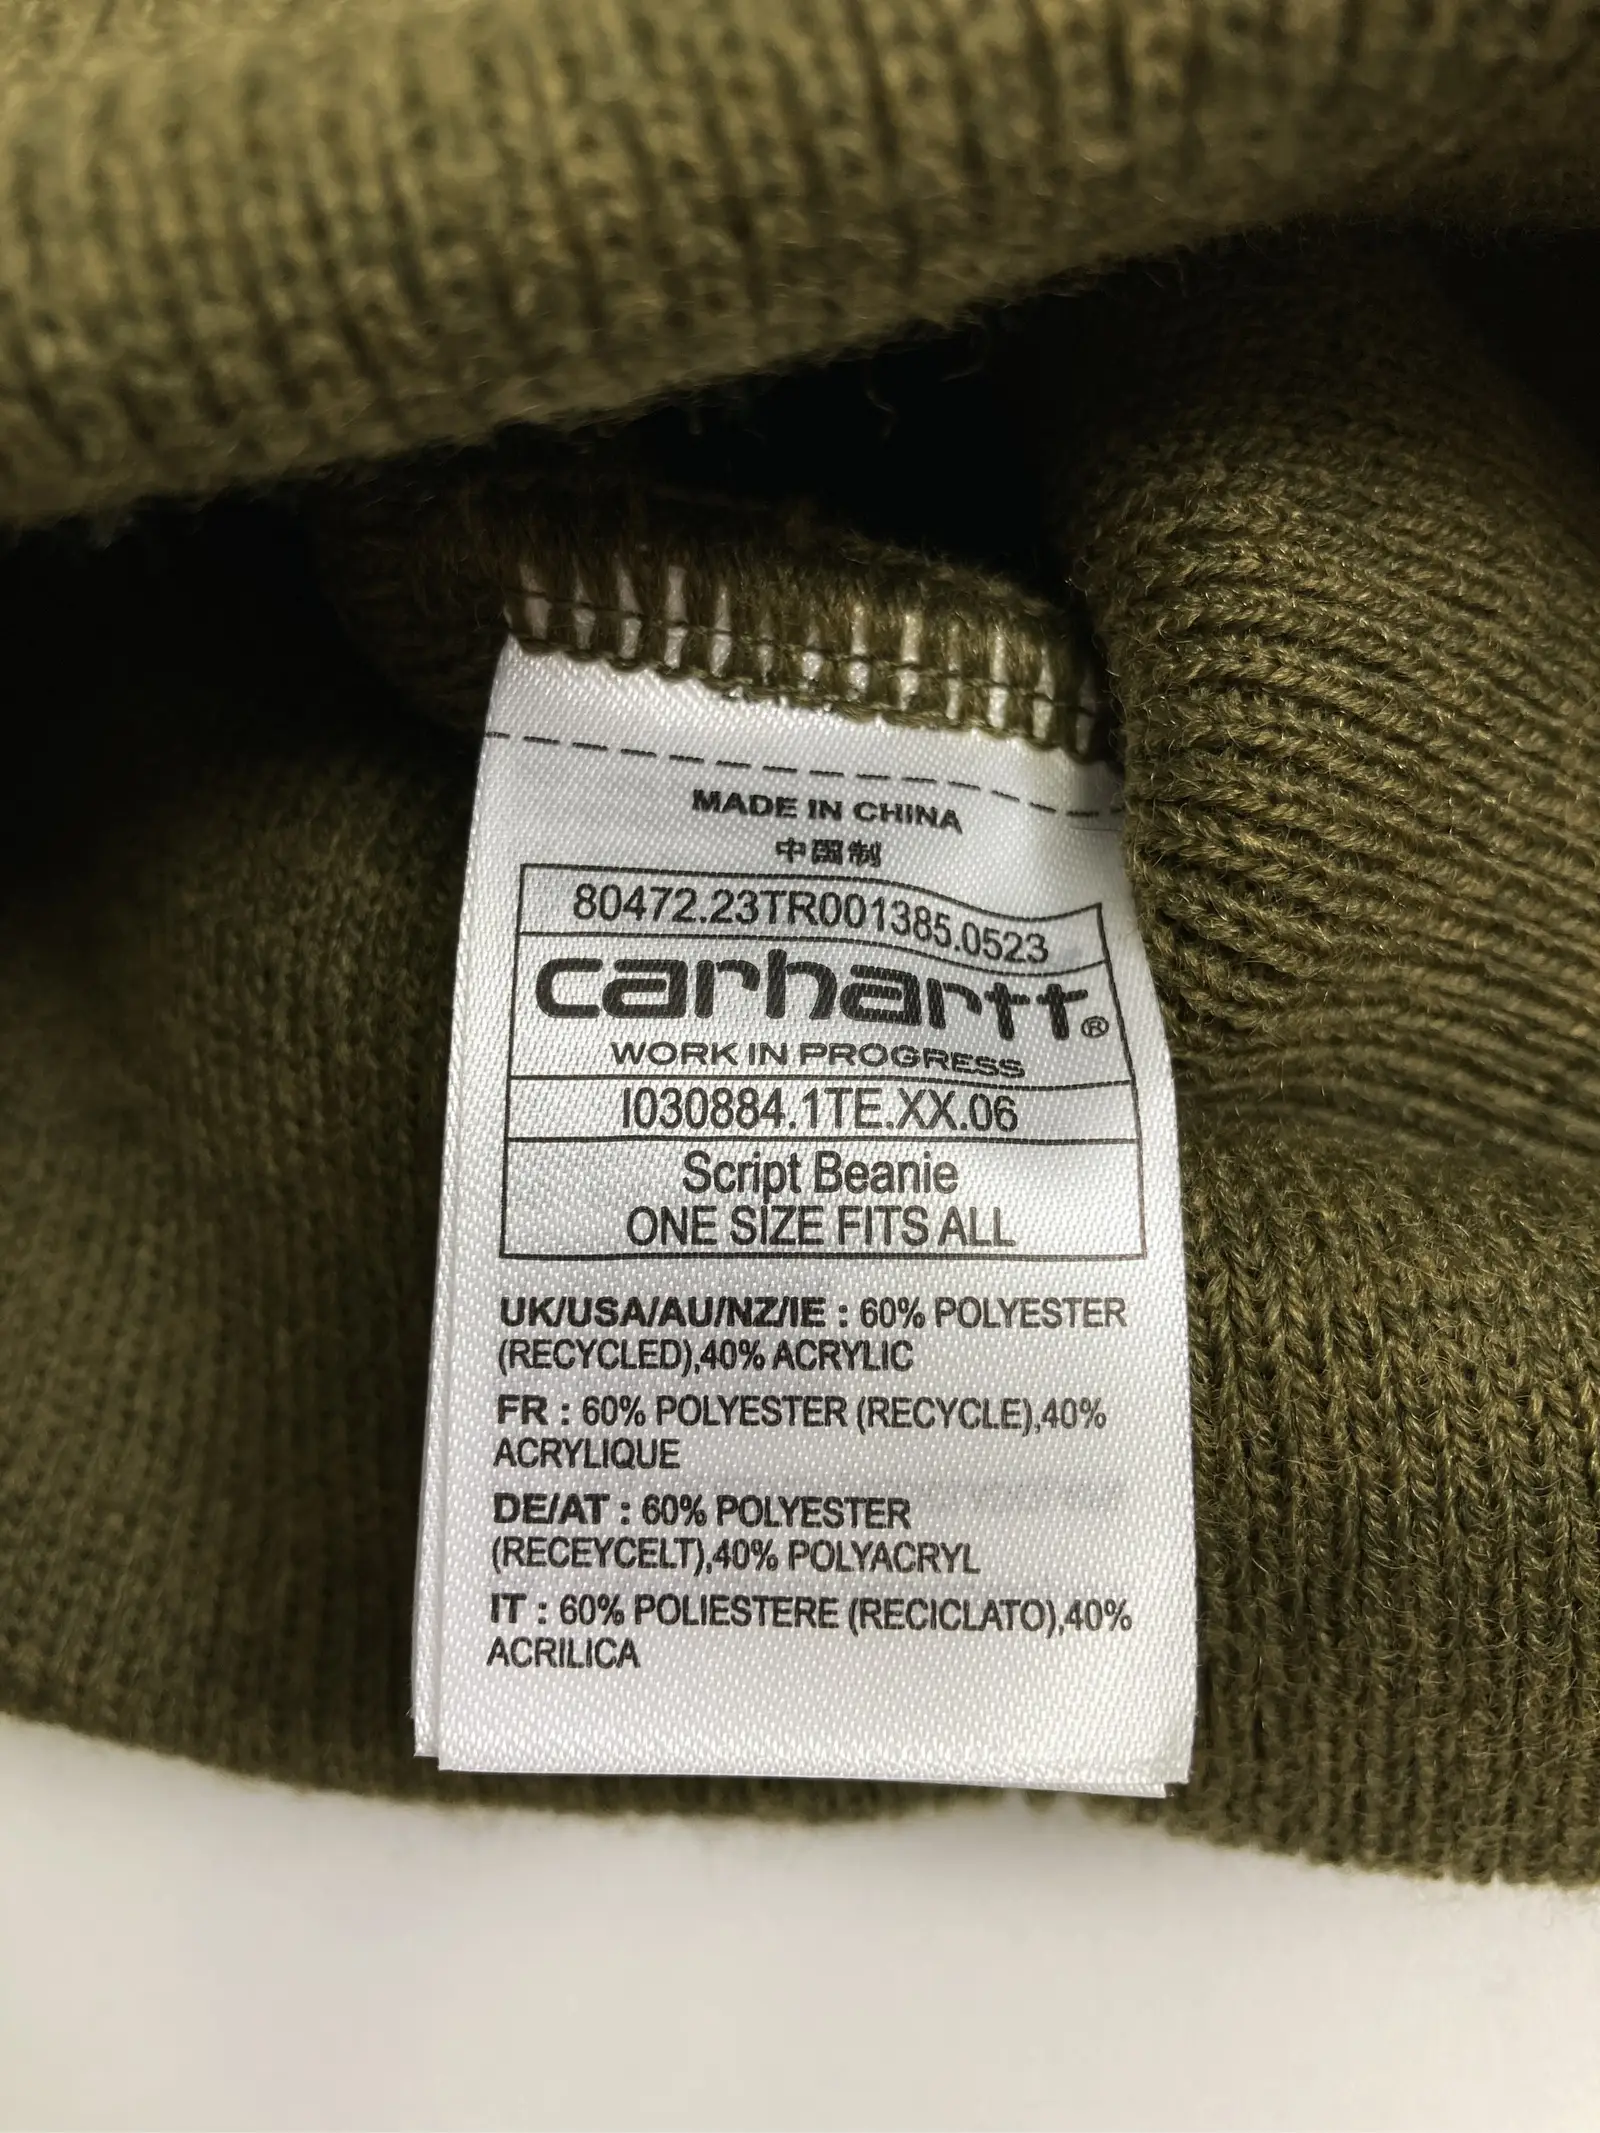 MADE IN CHINA
中国制
80472.23TR001385.0523
carhartt®
WORK IN PROGRESS
I030884.1TE.XX.06
Script Beanie
ONE SIZE FITS ALL
UK/USA/AU/NZ/IE : 60% POLYESTER
(RECYCLED),40% ACRYLIC
FR : 60% POLYESTER (RECYCLE),40%
ACRYLIQUE
DE/AT : 60% POLYESTER
(RECEYCELT),40% POLYACRYL
IT : 60% POLIESTERE (RECICLATO),40%
ACRILICA